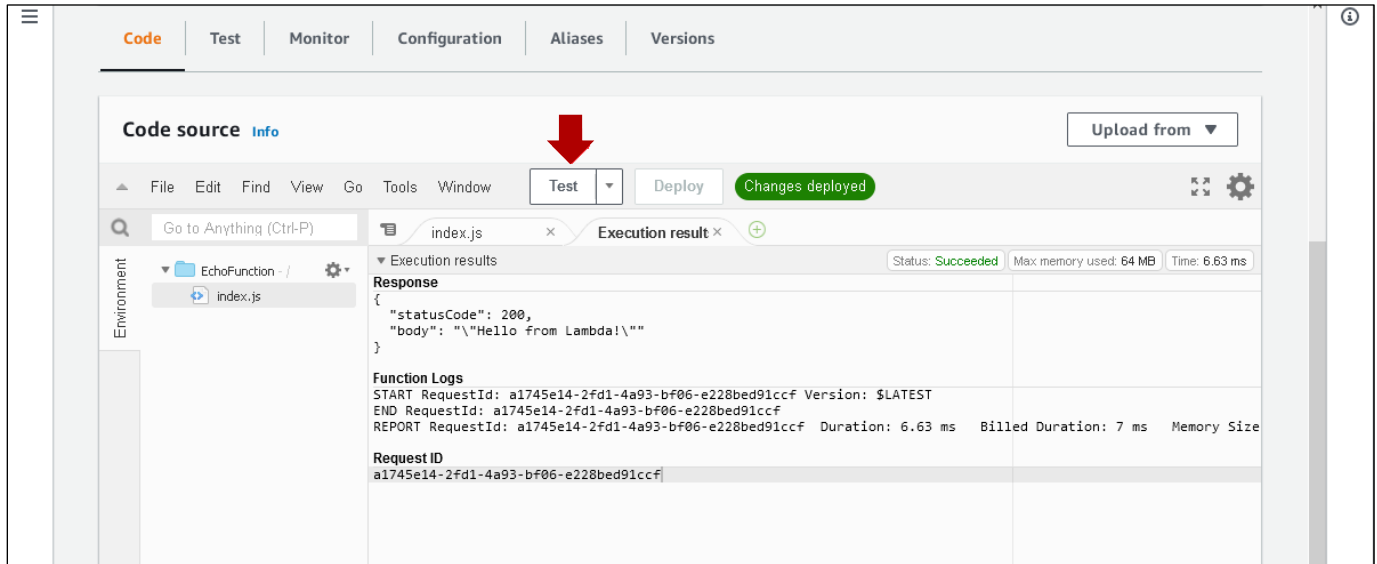 Code Test Monitor Configuration Aliases Versions
Code source Info
Upload from
File Edit Find View Go Tools Window Test Deploy Changes deployed
Go to Anything (Ctrl-P)
index.js Execution result
Environment
EchoFunction - /
index.js
Execution results Status: Succeeded Max memory used: 64 MB Time: 6.63 ms
Response
{
"statusCode": 200,
"body": "\"Hello from Lambda!\""
}
Function Logs
START RequestId: a1745e14-2fd1-4a93-bf06-e228bed91ccf Version: $LATEST
END RequestId: a1745e14-2fd1-4a93-bf06-e228bed91ccf
REPORT RequestId: a1745e14-2fd1-4a93-bf06-e228bed91ccf Duration: 6.63 ms Billed Duration: 7 ms Memory Size
Request ID
a1745e14-2fd1-4a93-bf06-e228bed91ccf